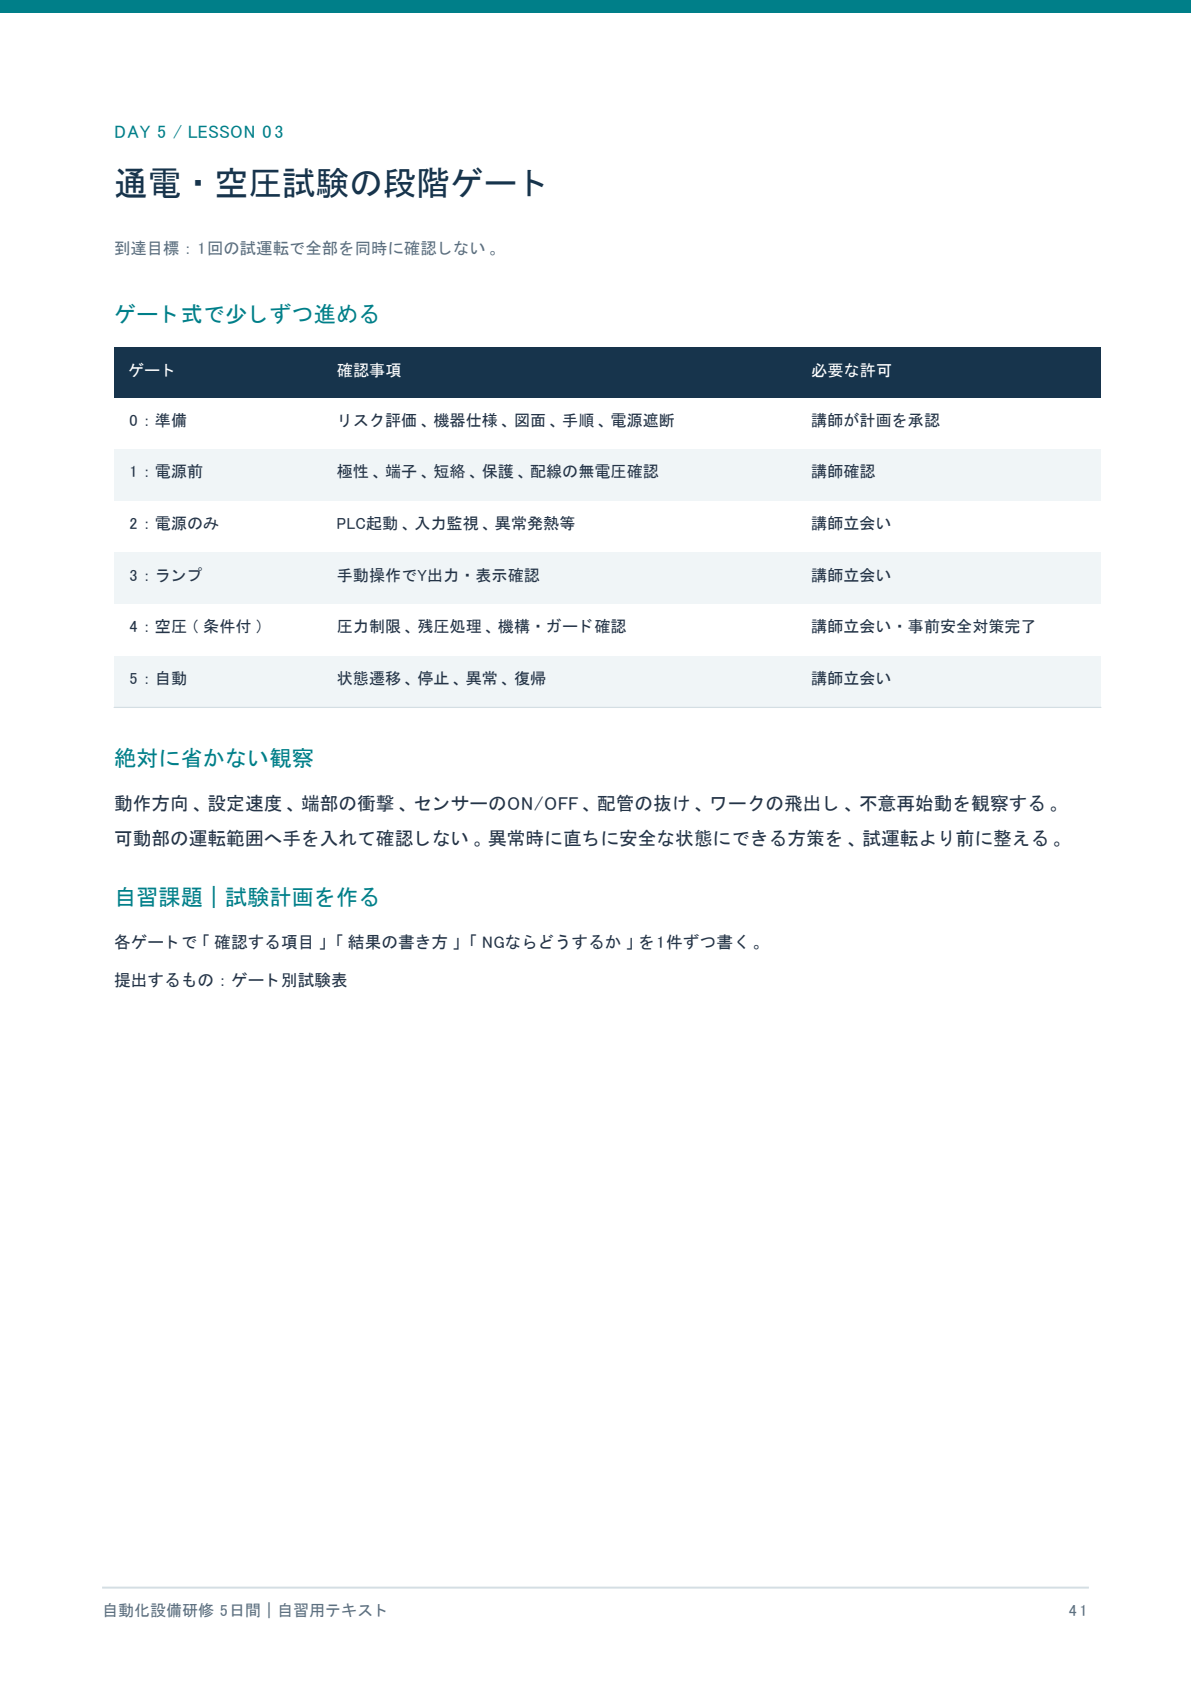 DAY 5 / LESSON 03
通電・空圧試験の段階ゲート
到達目標：1回の試運転で全部を同時に確認しない。
ゲート式で少しずつ進める
ゲート 確認事項 必要な許可
0：準備 リスク評価、機器仕様、図面、手順、電源遮断 講師が計画を承認
1：電源前 極性、端子、短絡、保護、配線の無電圧確認 講師確認
2：電源のみ PLC起動、入力監視、異常発熱等 講師立会い
3：ランプ 手動操作でY出力・表示確認 講師立会い
4：空圧（条件付） 圧力制限、残圧処理、機構・ガード確認 講師立会い・事前安全対策完了
5：自動 状態遷移、停止、異常、復帰 講師立会い
絶対に省かない観察
動作方向、設定速度、端部の衝撃、センサーのON/OFF、配管の抜け、ワークの飛出し、不意再始動を観察する。
可動部の運転範囲へ手を入れて確認しない。異常時に直ちに安全な状態にできる方策を、試運転より前に整える。
自習課題｜試験計画を作る
各ゲートで「確認する項目」「結果の書き方」「NGならどうするか」を1件ずつ書く。
提出するもの：ゲート別試験表
自動化設備研修 5日間｜自習用テキスト 41